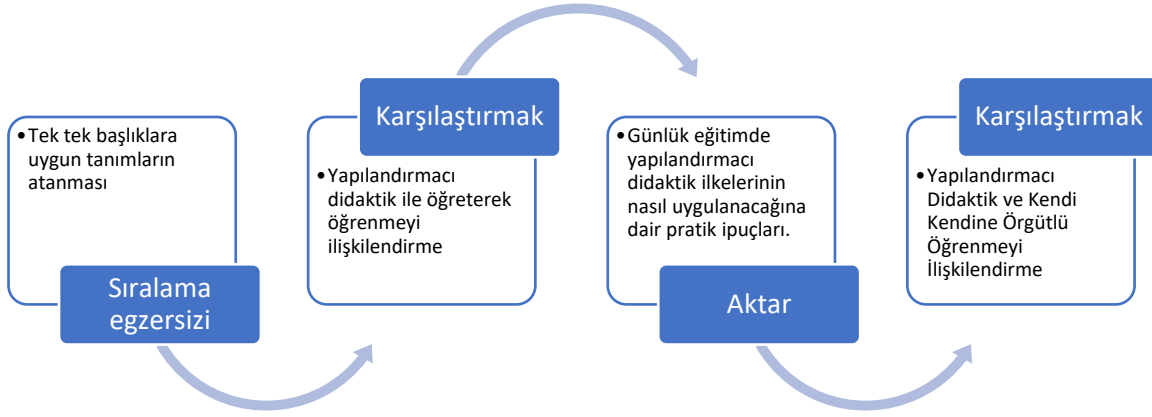 •Tek tek başlıklara
uygun tanımların
atanması
Sıralama
egzersizi
Karşılaştırmak
•Yapılandırmacı
didaktik ile öğreterek
öğrenmeyi
ilişkilendirme
•Günlük eğitimde
yapılandırmacı
didaktik ilkelerinin
nasıl uygulanacağına
dair pratik ipuçları.
Aktar
Karşılaştırmak
•Yapılandırmacı
Didaktik ve Kendi
Kendine Örgütlü
Öğrenmeyi
İlişkilendirme